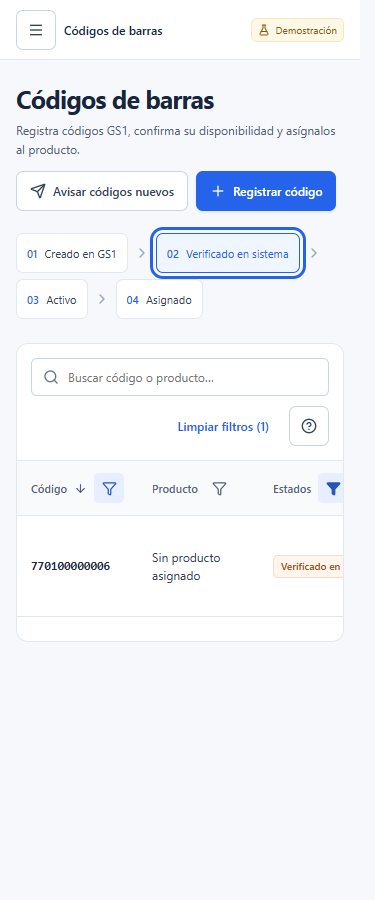 Códigos de barras
Demostración
Códigos de barras
Registra códigos GS1, confirma su disponibilidad y asígnalos
al producto.
Avisar códigos nuevos
Registrar código
01 Creado en GS1
02 Verificado en sistema
03 Activo
04 Asignado
Buscar código o producto...
Limpiar filtros (1)
Código
Producto
Estados
770100000006
Sin producto
asignado
Verificado en